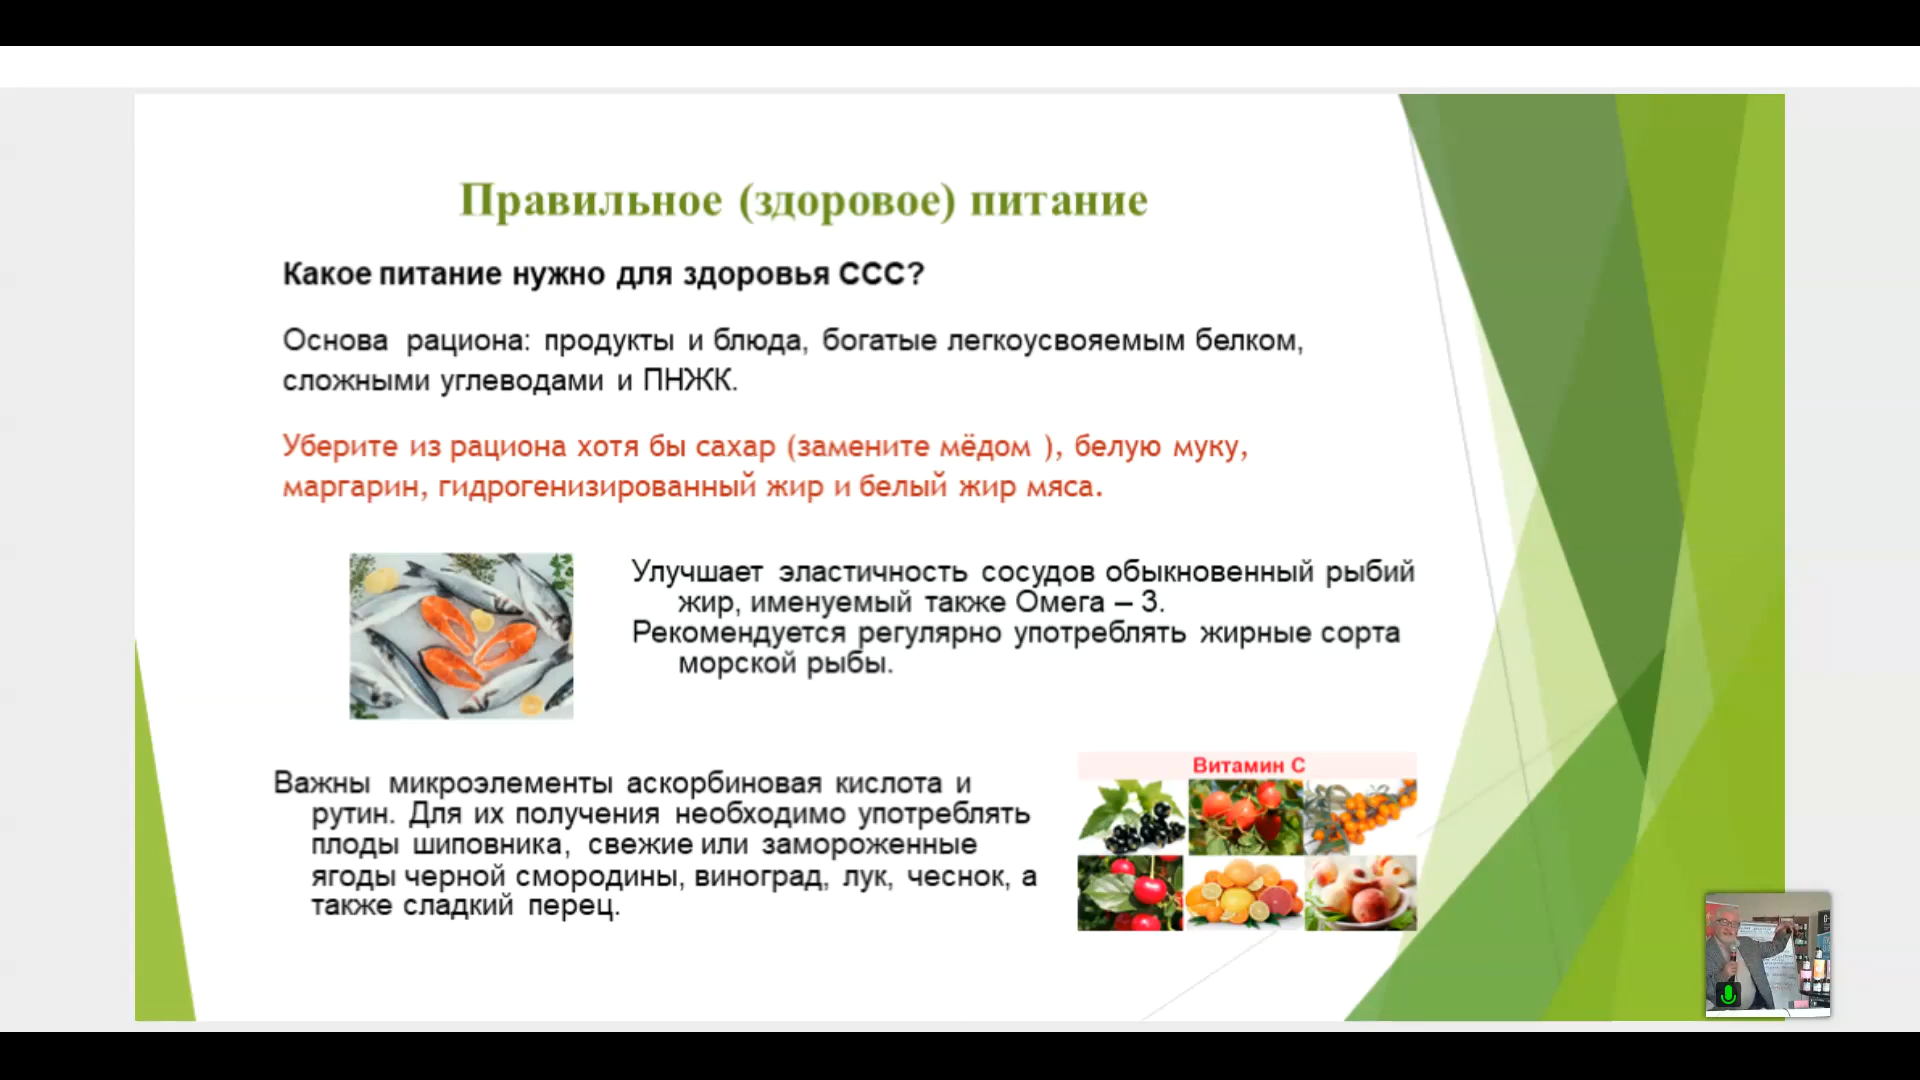 Правильное (здоровое) питание
Какое питание нужно для здоровья ССС?
Основа рациона: продукты и блюда, богатые легкоусвояемым белком,
сложными углеводами и ПНЖК.
Уберите из рациона хотя бы сахар (замените мёдом ), белую муку,
маргарин, гидрогенизированный жир и белый жир мяса.
Улучшает эластичность сосудов обыкновенный рыбий
жир, именуемый также Омега – 3.
Рекомендуется регулярно употреблять жирные сорта
морской рыбы.
Важны микроэлементы аскорбиновая кислота и
рутин. Для их получения необходимо употреблять
плоды шиповника, свежие или замороженные
ягоды черной смородины, виноград, лук, чеснок, а
также сладкий перец.
Витамин С